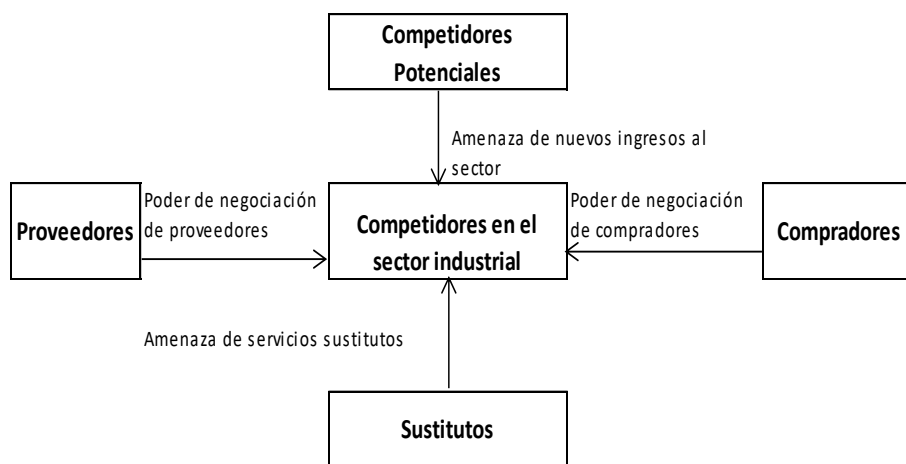 Competidores
Potenciales
Amenaza de nuevos ingresos al
sector
Proveedores
Poder de negociación
de proveedores
Competidores en el
sector industrial
Poder de negociación
de compradores
Compradores
Amenaza de servicios sustitutos
Sustitutos